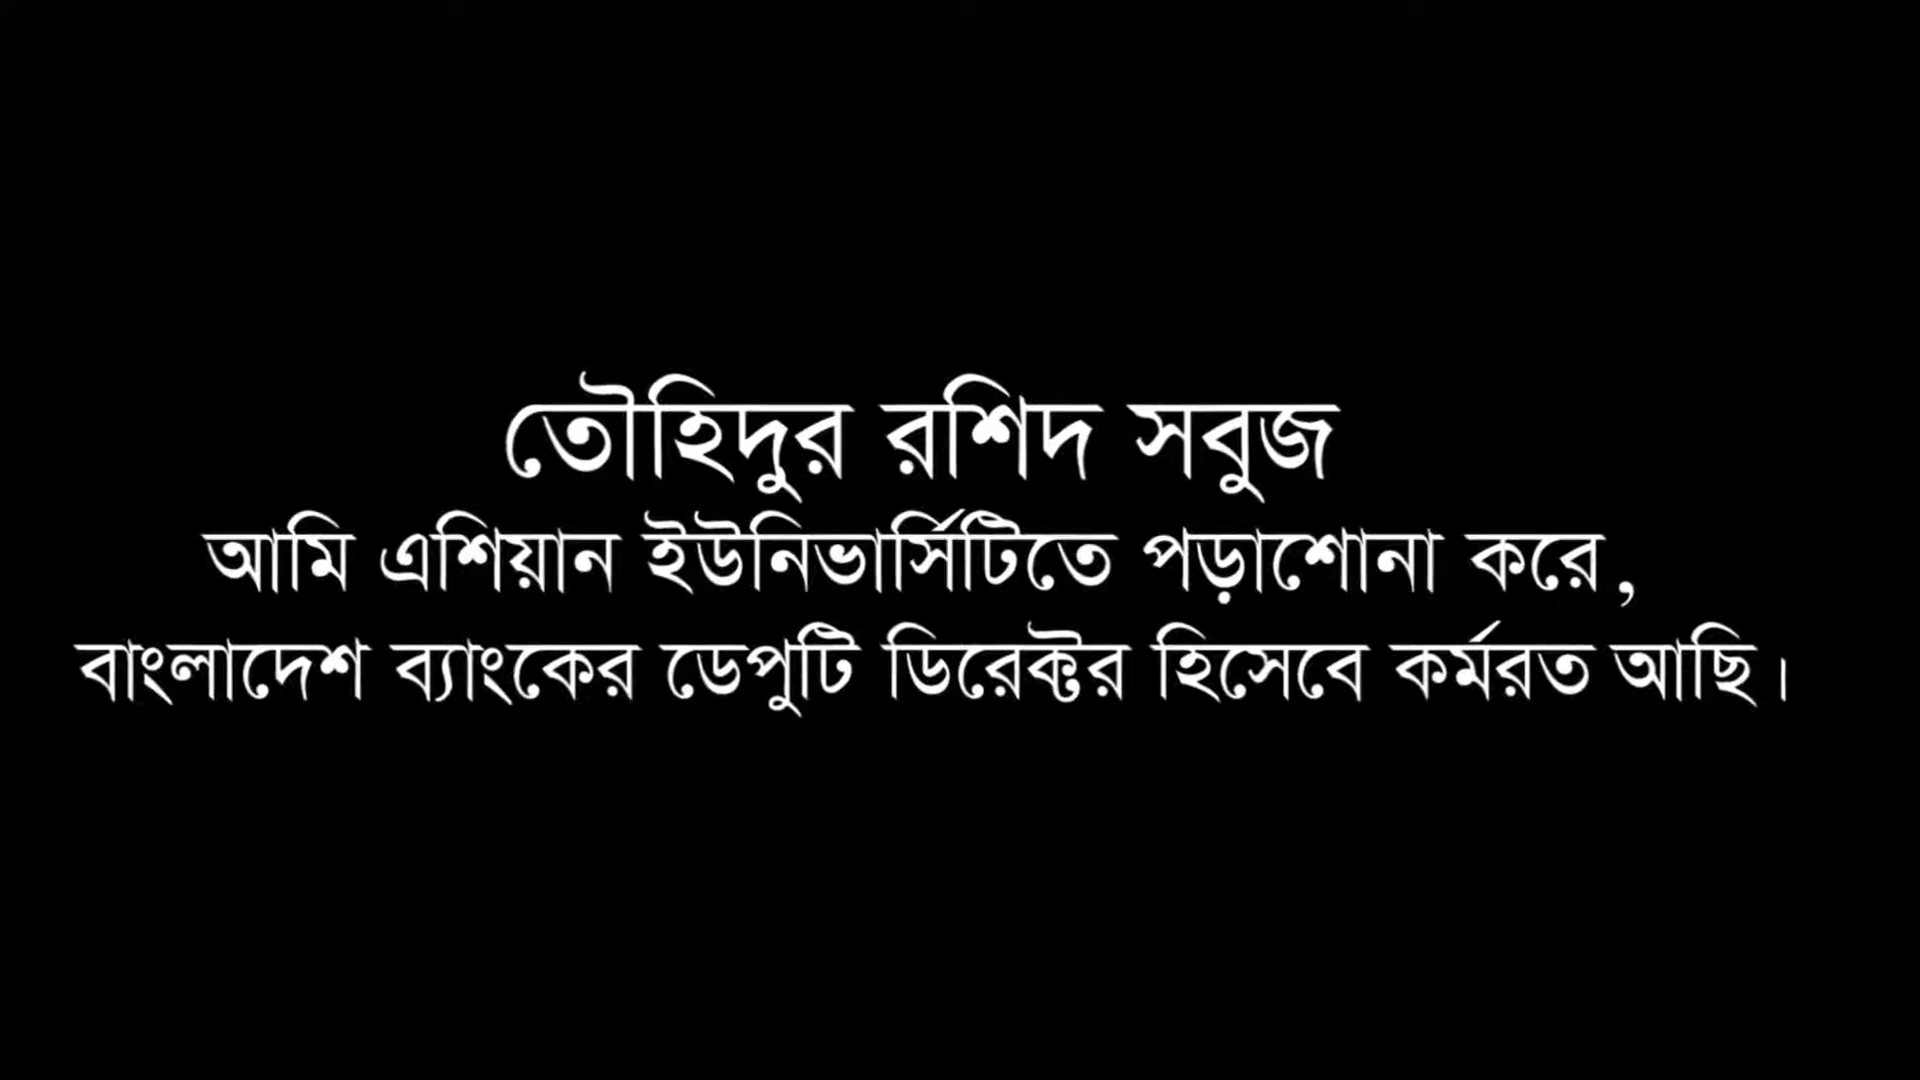 তৌহিদুর রশিদ সবুজ
আমি এশিয়ান ইউনিভার্সিটিতে পড়াশোনা করে,
বাংলাদেশ ব্যাংকের ডেপুটি ডিরেক্টর হিসেবে কর্মরত আছি।